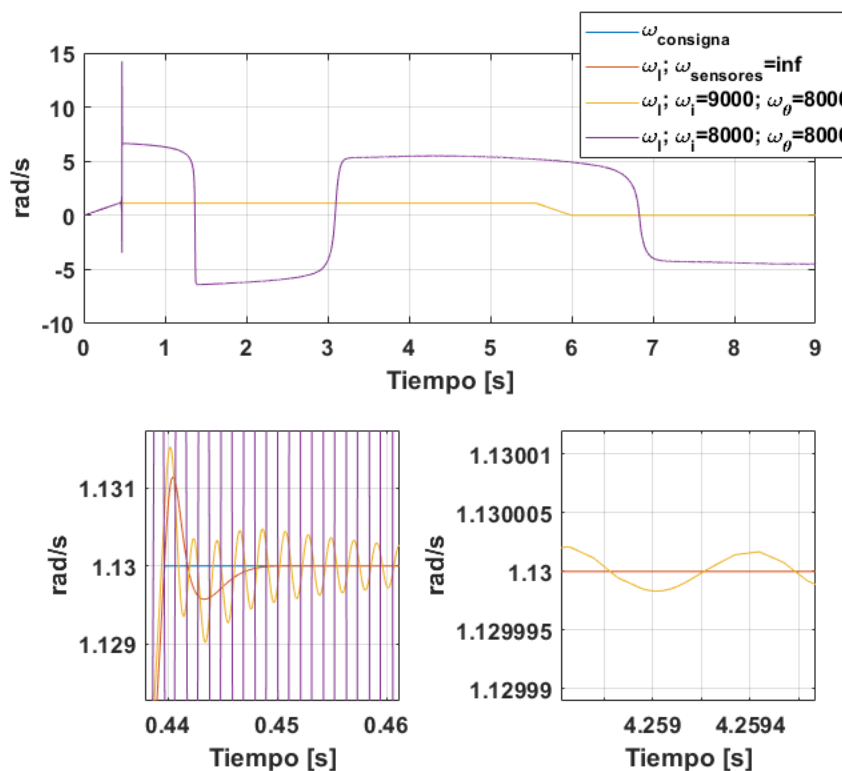 ω_consigna
ω_l; ω_sensores=inf
ω_l; ω_i=9000; ω_θ=8000
ω_l; ω_i=8000; ω_θ=8000
15
10
5
0
-5
-10
rad/s
0 1 2 3 4 5 6 7 8 9
Tiempo [s]
1.131
1.13
1.129
rad/s
0.44 0.45 0.46
Tiempo [s]
1.13001
1.130005
1.13
1.129995
1.12999
rad/s
4.259 4.2594
Tiempo [s]